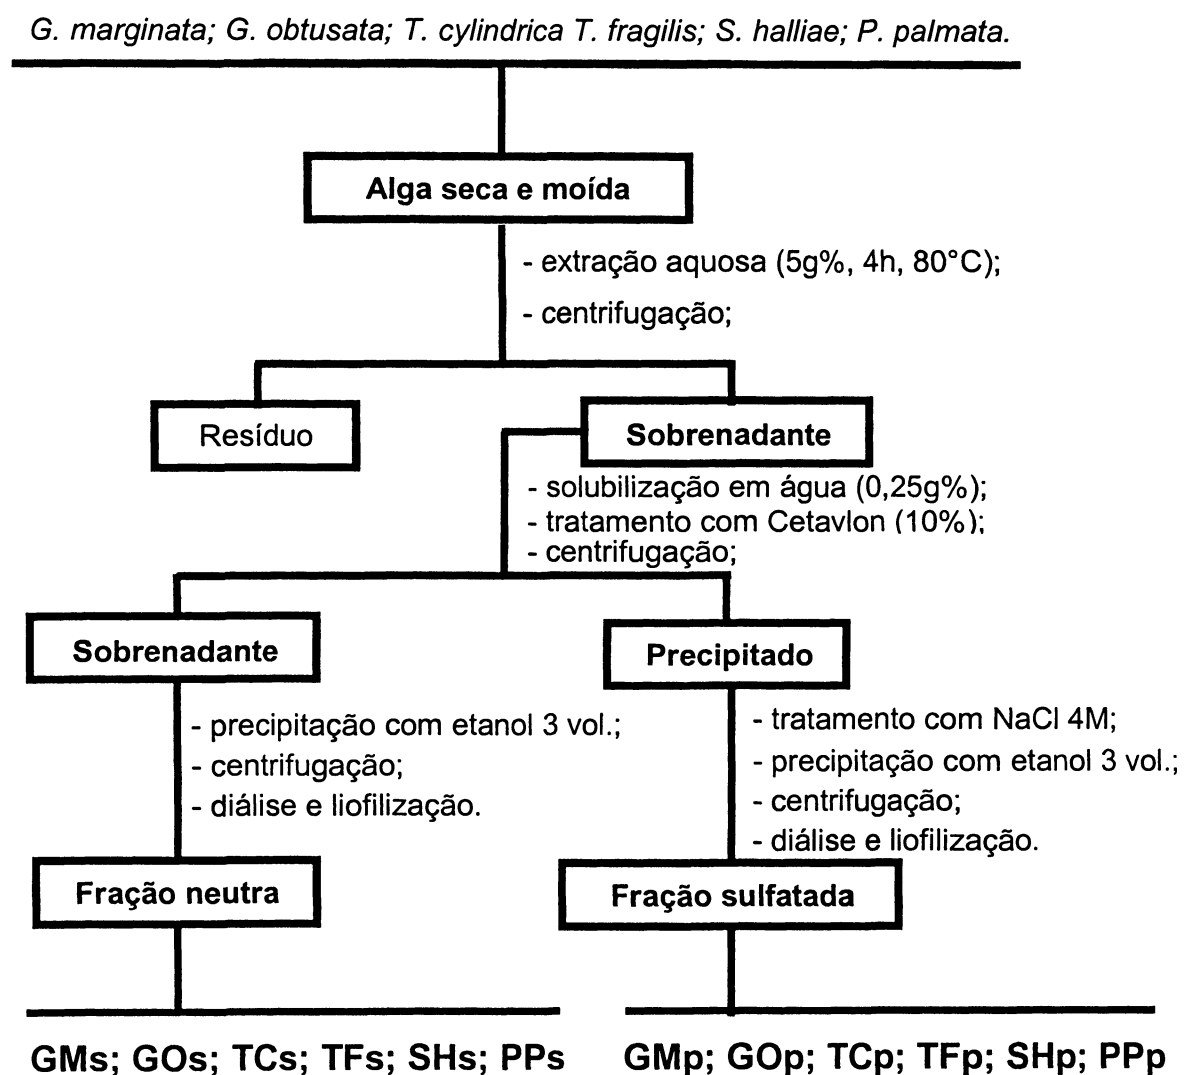 G. marginata; G. obtusata; T. cylindrica T. fragilis; S. halliae; P. palmata.
Alga seca e moída
- extração aquosa (5g%, 4h, 80°C);
- centrifugação;
Resíduo
Sobrenadante
- solubilização em água (0,25g%);
- tratamento com Cetavlon (10%);
- centrifugação;
Sobrenadante
- precipitação com etanol 3 vol.;
- centrifugação;
- diálise e liofilização.
Fração neutra
GMs; GOs; TCs; TFs; SHs; PPs
Precipitado
- tratamento com NaCl 4M;
- precipitação com etanol 3 vol.;
- centrifugação;
- diálise e liofilização.
Fração sulfatada
GMp; GOp; TCp; TFp; SHp; PPp